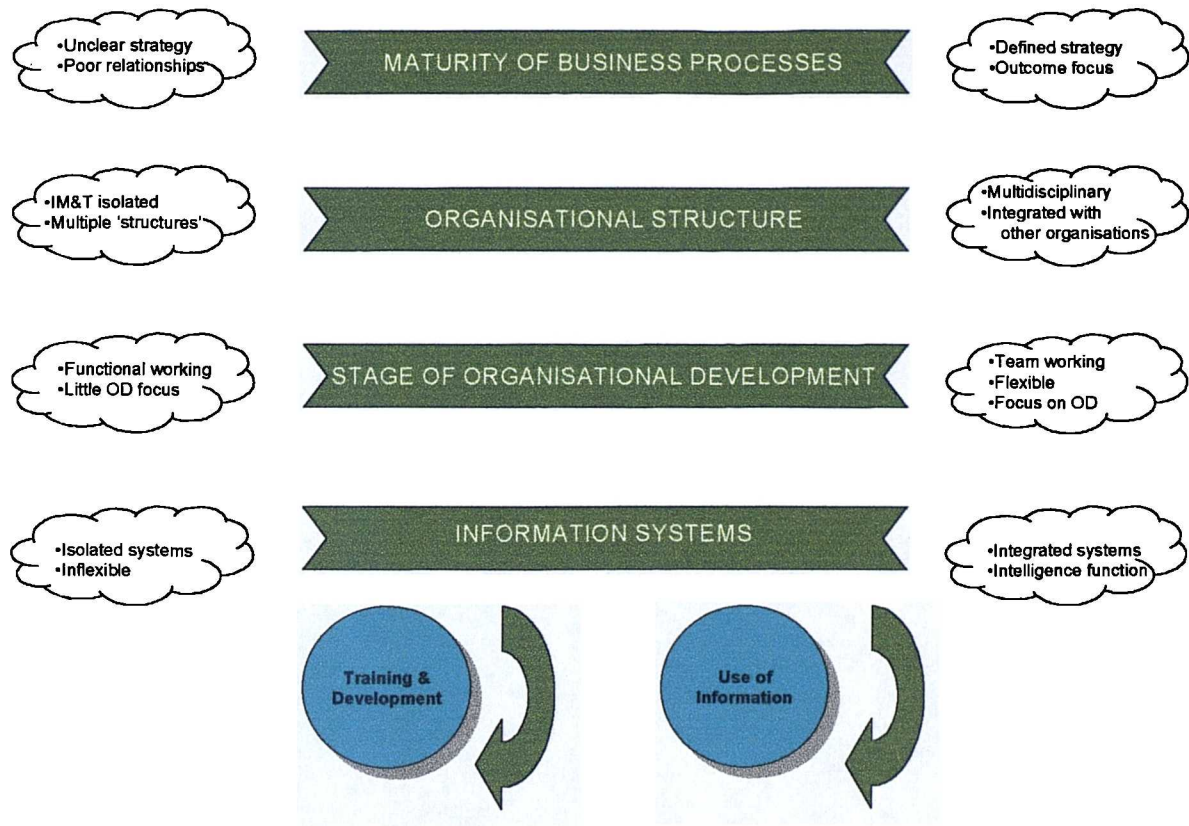 •Unclear strategy
•Poor relationships
MATURITY OF BUSINESS PROCESSES
•Defined strategy
•Outcome focus
•IM&T isolated
•Multiple 'structures'
ORGANISATIONAL STRUCTURE
•Multidisciplinary
•Integrated with
other organisations
•Functional working
•Little OD focus
STAGE OF ORGANISATIONAL DEVELOPMENT
•Team working
•Flexible
•Focus on OD
•Isolated systems
•Inflexible
INFORMATION SYSTEMS
•Integrated systems
•Intelligence function
Training &
Development
Use of
Information